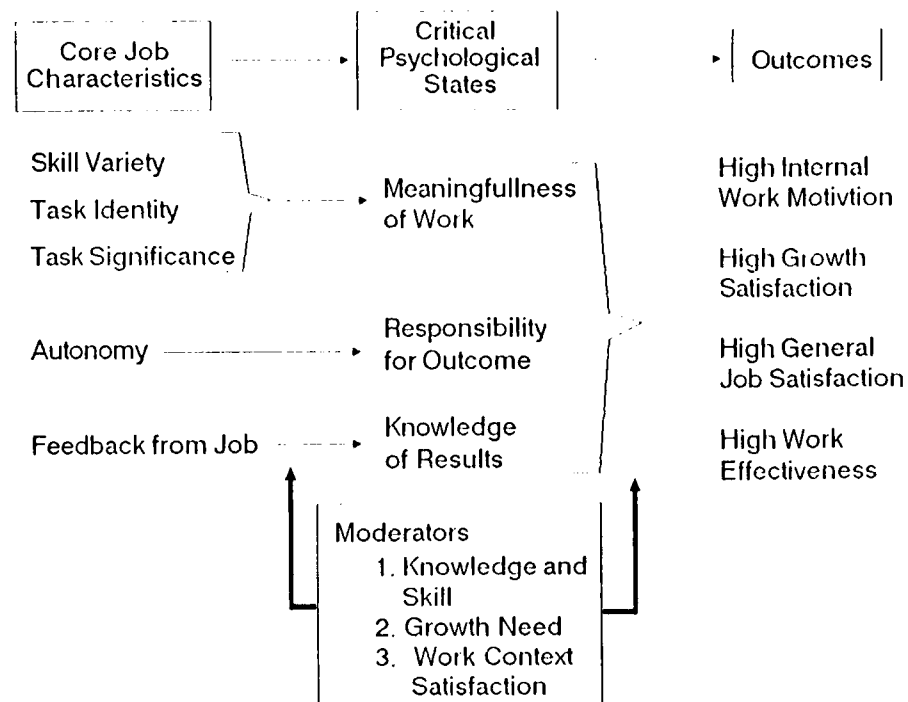 Core Job
Characteristics
Critical
Psychological
States
Outcomes
Skill Variety
Task Identity
Task Significance
Meaningfullness
of Work
High Internal
Work Motivtion
High Growth
Satisfaction
Autonomy
Responsibility
for Outcome
High General
Job Satisfaction
Feedback from Job
Knowledge
of Results
High Work
Effectiveness
Moderators
1. Knowledge and
Skill
2. Growth Need
3. Work Context
Satisfaction